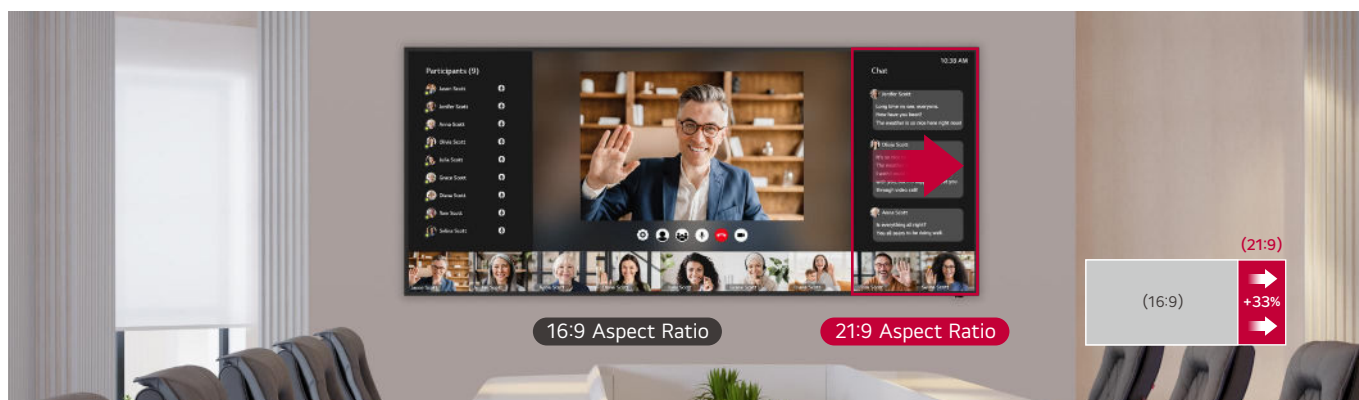 Participants (9)
Jason Scott
Jenifer Scott
Anna Scott
Olivia Scott
Julia Scott
Grace Scott
Diana Scott
Tom Scott
Selina Scott
10:30 AM
Chat
Jenifer Scott
Long time no see, everyone.
How have you been?
The weather is so nice here right now!
Olivia Scott
through video call!
Anna Scott
Is everything all right?
You all seem to be doing well.
16:9 Aspect Ratio
21:9 Aspect Ratio
(21:9)
(16:9)
+33%